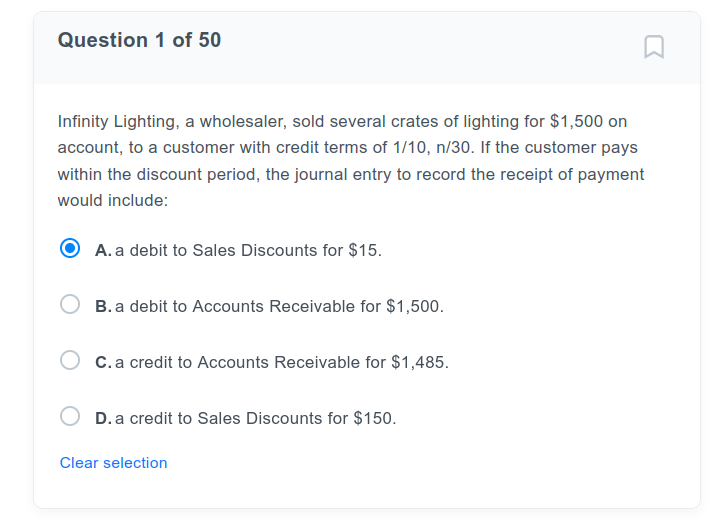 Question 1 of 50
Infinity Lighting, a wholesaler, sold several crates of lighting for $1,500 on
account, to a customer with credit terms of 1/10, n/30. If the customer pays
within the discount period, the journal entry to record the receipt of payment
would include:
A. a debit to Sales Discounts for $15.
B. a debit to Accounts Receivable for $1,500.
C. a credit to Accounts Receivable for $1,485.
D. a credit to Sales Discounts for $150.
Clear selection